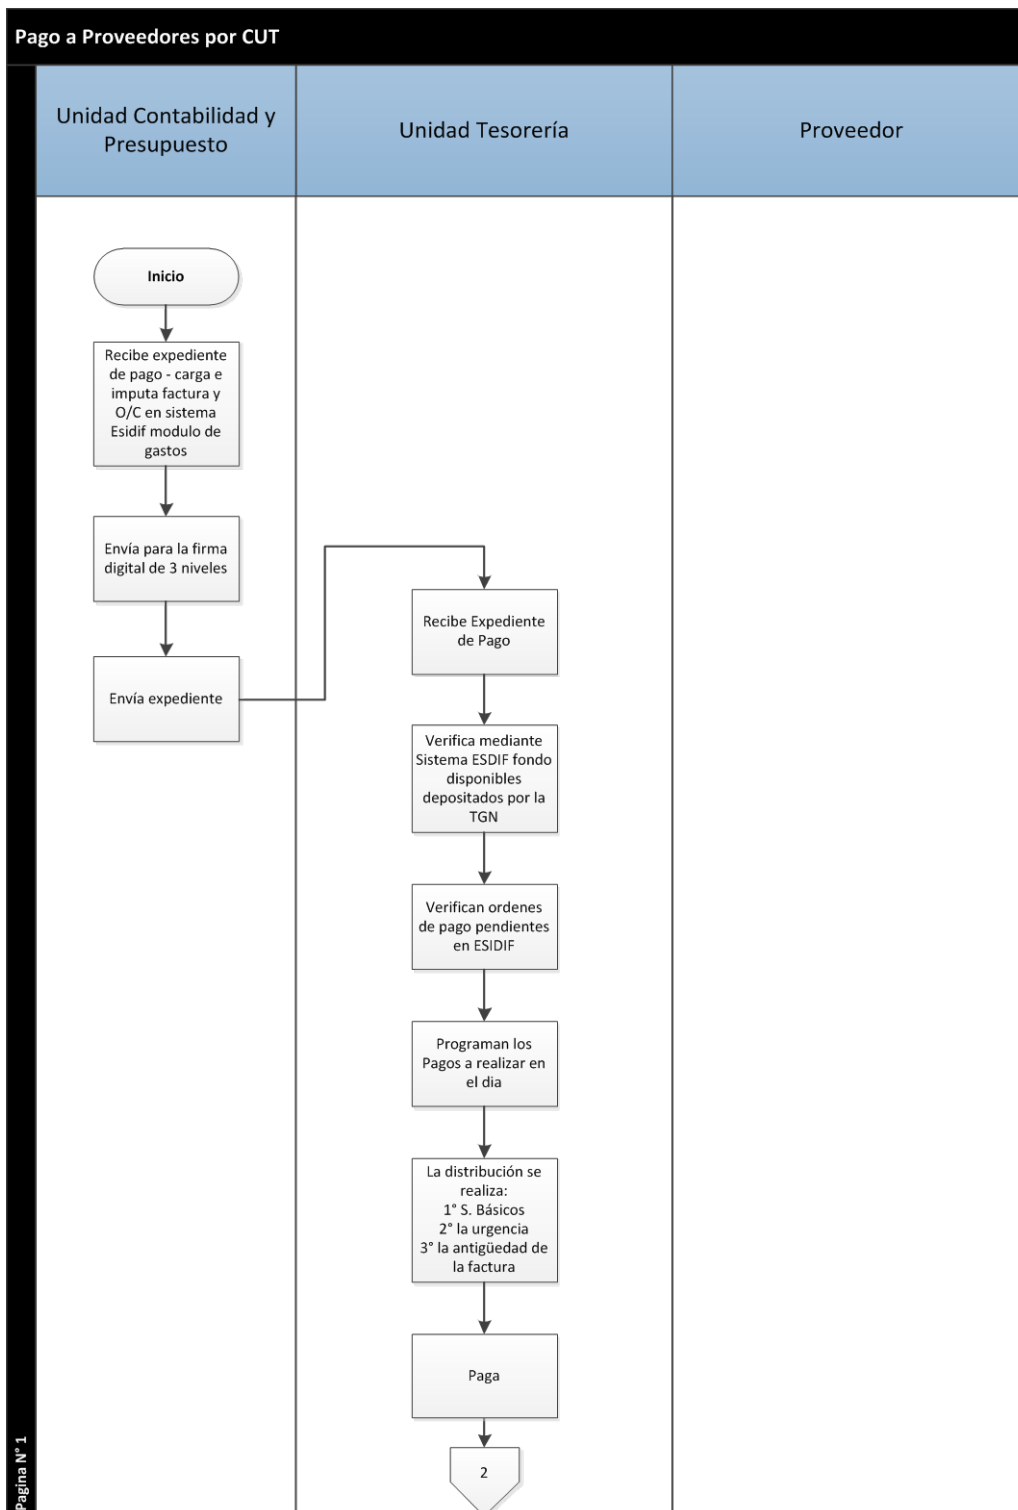 Pago a Proveedores por CUT
Unidad Contabilidad y
Presupuesto
Unidad Tesorería
Proveedor
Inicio
Recibe expediente
de pago - carga e
imputa factura y
O/C en sistema
Esidif modulo de
gastos
Envía para la firma
digital de 3 niveles
Envía expediente
Recibe Expediente
de Pago
Verifica mediante
Sistema ESDIF fondo
disponibles
depositados por la
TGN
Verifican ordenes
de pago pendientes
en ESIDIF
Programan los
Pagos a realizar en
el dia
La distribución se
realiza:
1° S. Básicos
2° la urgencia
3° la antigüedad de
la factura
Paga
2
Pagina N° 1